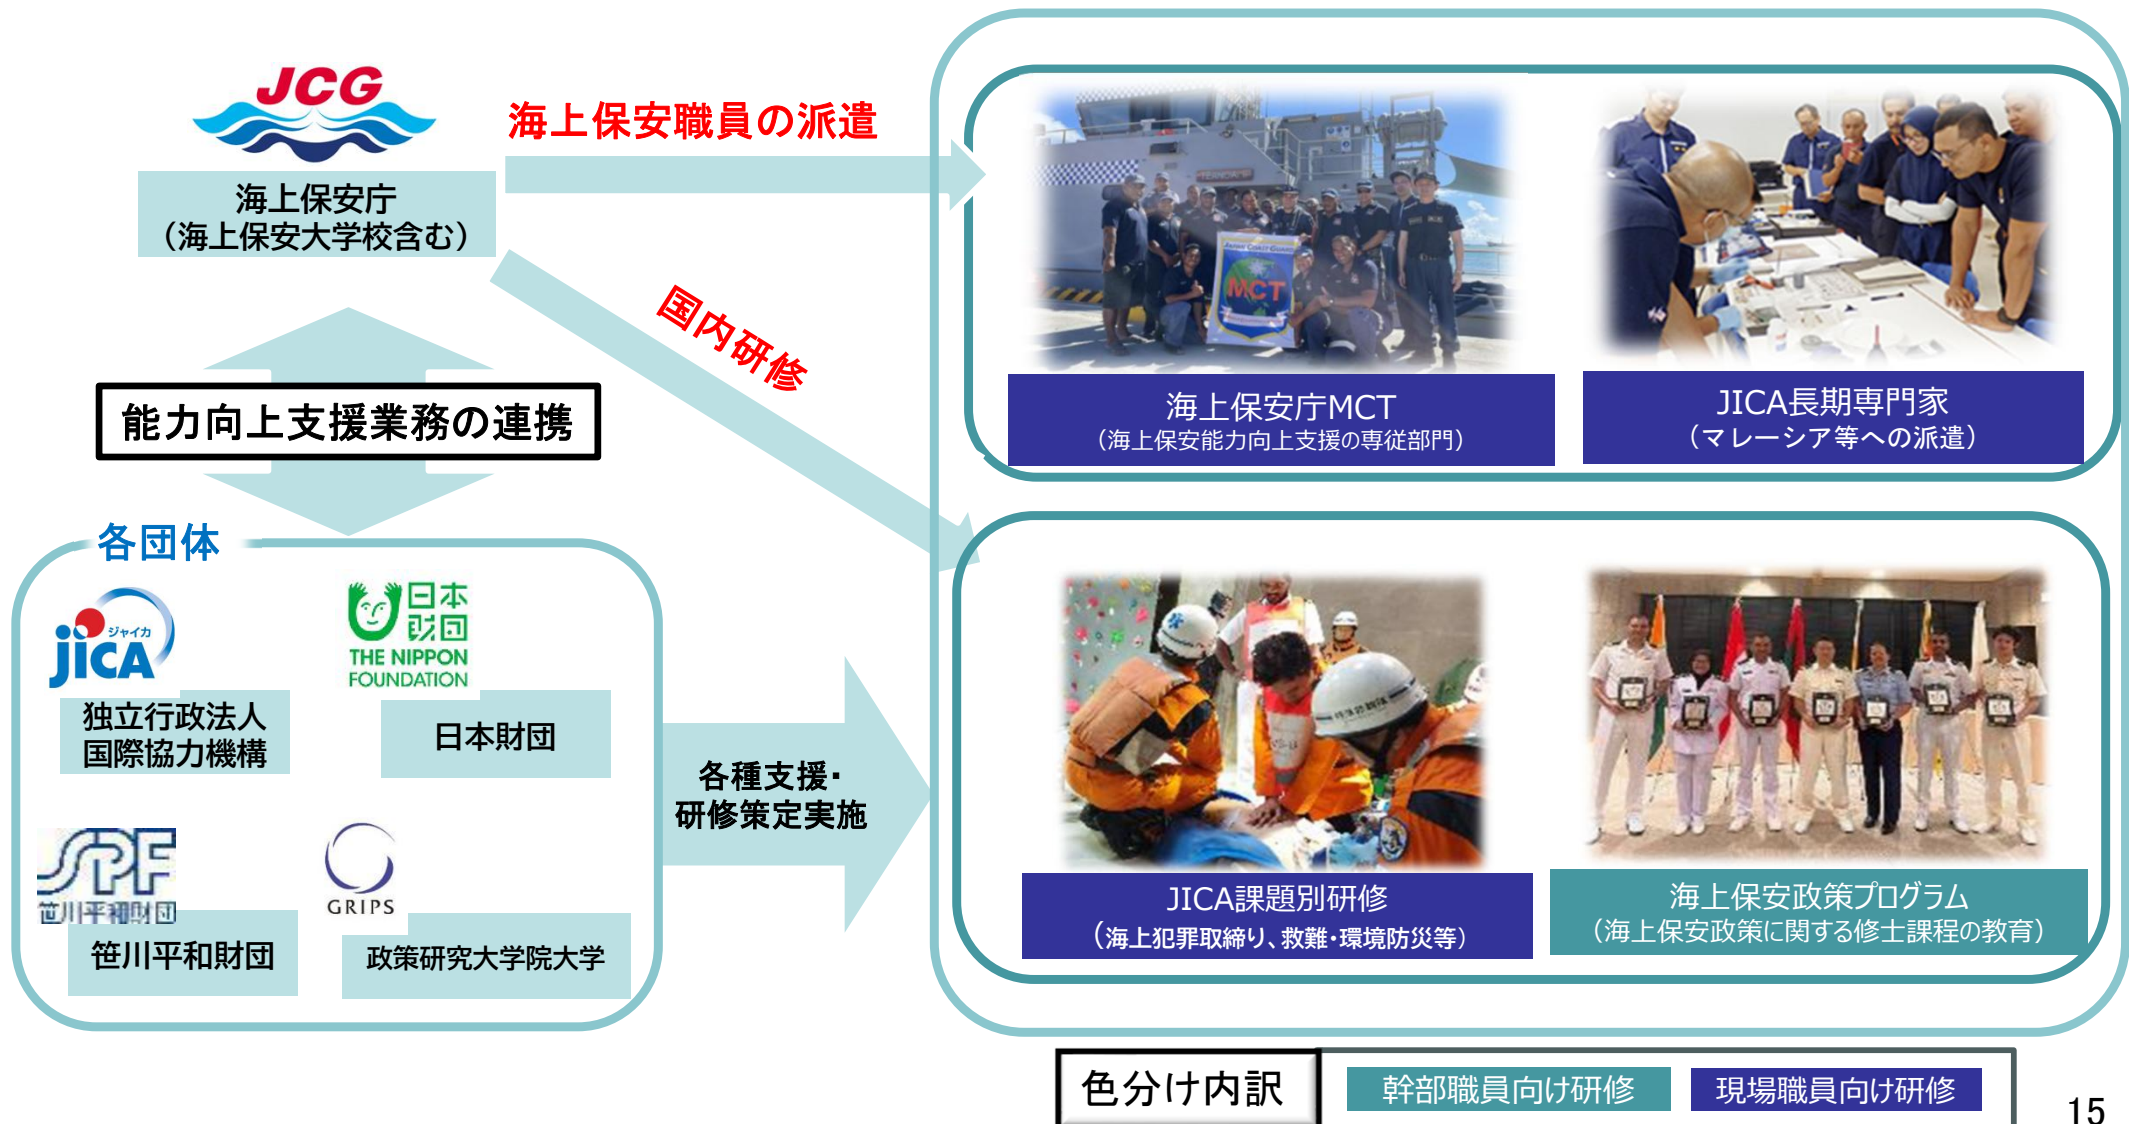 JCG
海上保安庁
（海上保安大学校含む）
海上保安職員の派遣
国内研修
能力向上支援業務の連携
各団体
ジャイカ
jICA
独立行政法人
国際協力機構
日本
財団
THE NIPPON
FOUNDATION
日本財団
SPF
笹川平和財団
笹川平和財団
GRIPS
政策研究大学院大学
各種支援・
研修策定実施
JAPAN COAST GUARD
MCT
海上保安庁MCT
（海上保安能力向上支援の専従部門）
JICA長期専門家
（マレーシア等への派遣）
JICA課題別研修
（海上犯罪取締り、救難・環境防災等）
海上保安政策プログラム
（海上保安政策に関する修士課程の教育）
色分け内訳
幹部職員向け研修
現場職員向け研修
15